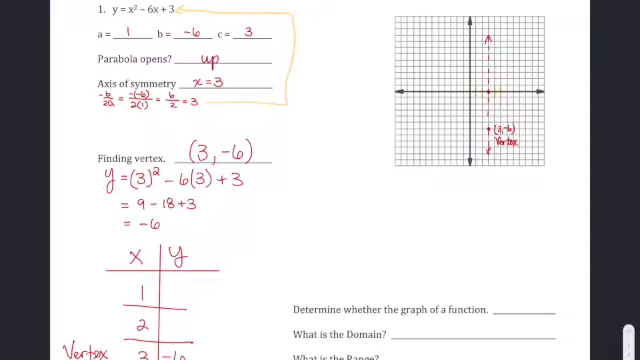 1. y = x² – 6x + 3
a = 1 b = -6 c = 3
Parabola opens? up
Axis of symmetry x = 3
-b/2a = -(-6)/2(1) = 6/2 = 3
(3,-6)
Vertex
Finding vertex. (3, -6)
y = (3)² - 6(3) + 3
= 9 - 18 + 3
= -6
x y
1
2
Vertex 3 -6
Determine whether the graph of a function.
What is the Domain?
What is the Range?